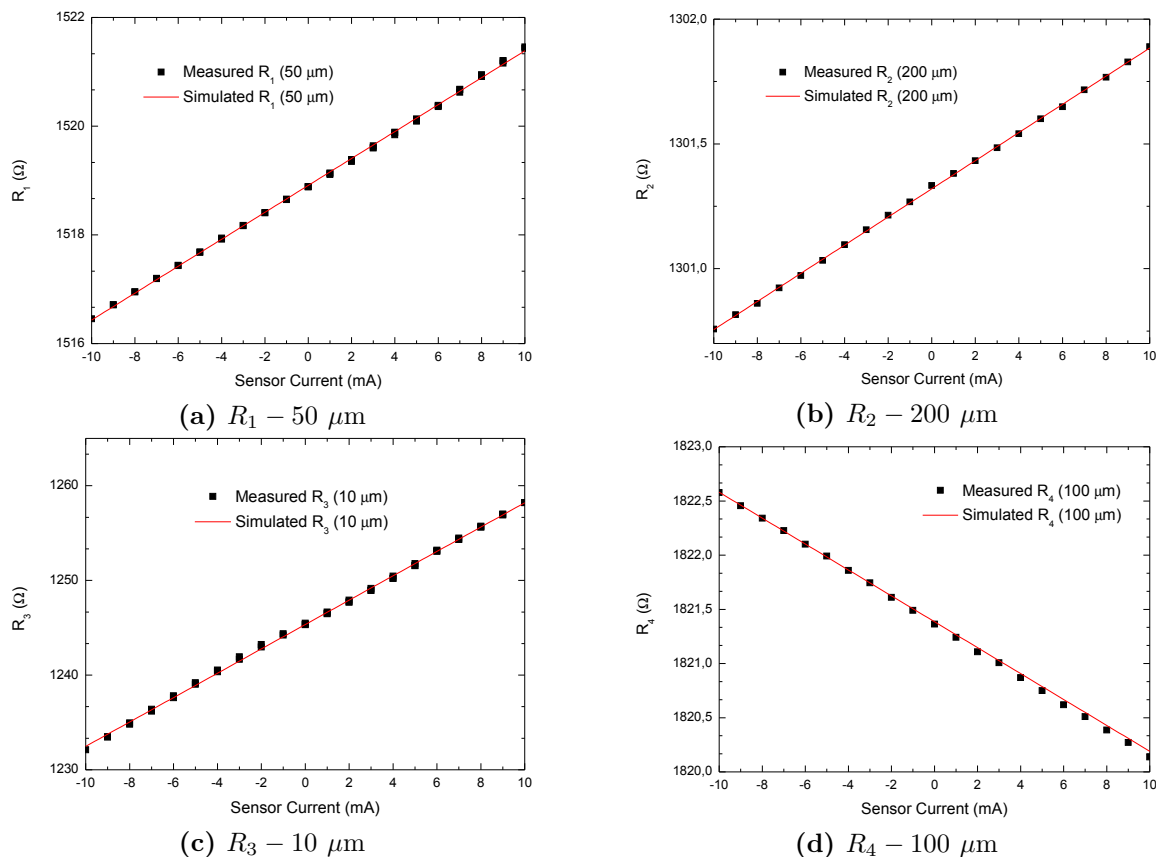 1522
1520
1518
1516
R₁ (Ω)
Measured R₁ (50 μm)
Simulated R₁ (50 μm)
-10 -8 -6 -4 -2 0 2 4 6 8 10
Sensor Current (mA)
(a) R₁ − 50 μm
1302,0
1301,5
1301,0
R₂ (Ω)
Measured R₂ (200 μm)
Simulated R₂ (200 μm)
-10 -8 -6 -4 -2 0 2 4 6 8 10
Sensor Current (mA)
(b) R₂ − 200 μm
1260
1250
1240
1230
R₃ (Ω)
Measured R₃ (10 μm)
Simulated R₃ (10 μm)
-10 -8 -6 -4 -2 0 2 4 6 8 10
Sensor Current (mA)
(c) R₃ − 10 μm
1823,0
1822,5
1822,0
1821,5
1821,0
1820,5
1820,0
R₄ (Ω)
Measured R₄ (100 μm)
Simulated R₄ (100 μm)
-10 -8 -6 -4 -2 0 2 4 6 8 10
Sensor Current (mA)
(d) R₄ − 100 μm